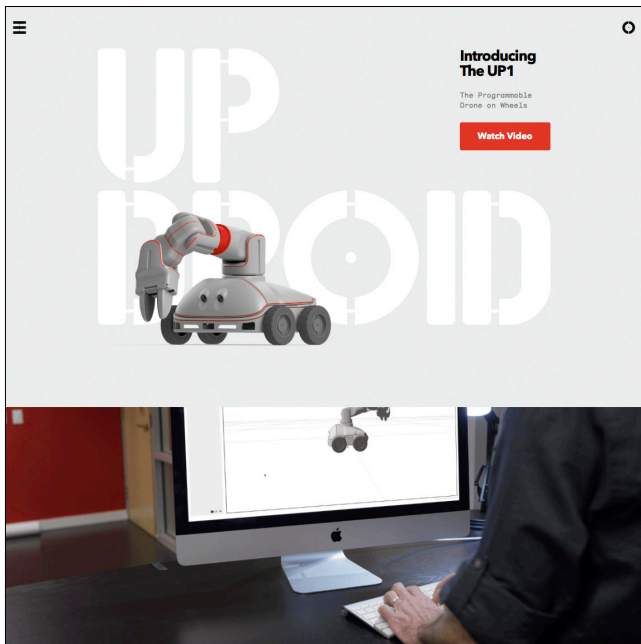 UP
DROID
Introducing
The UP1
The Programmable
Drone on Wheels
Watch Video